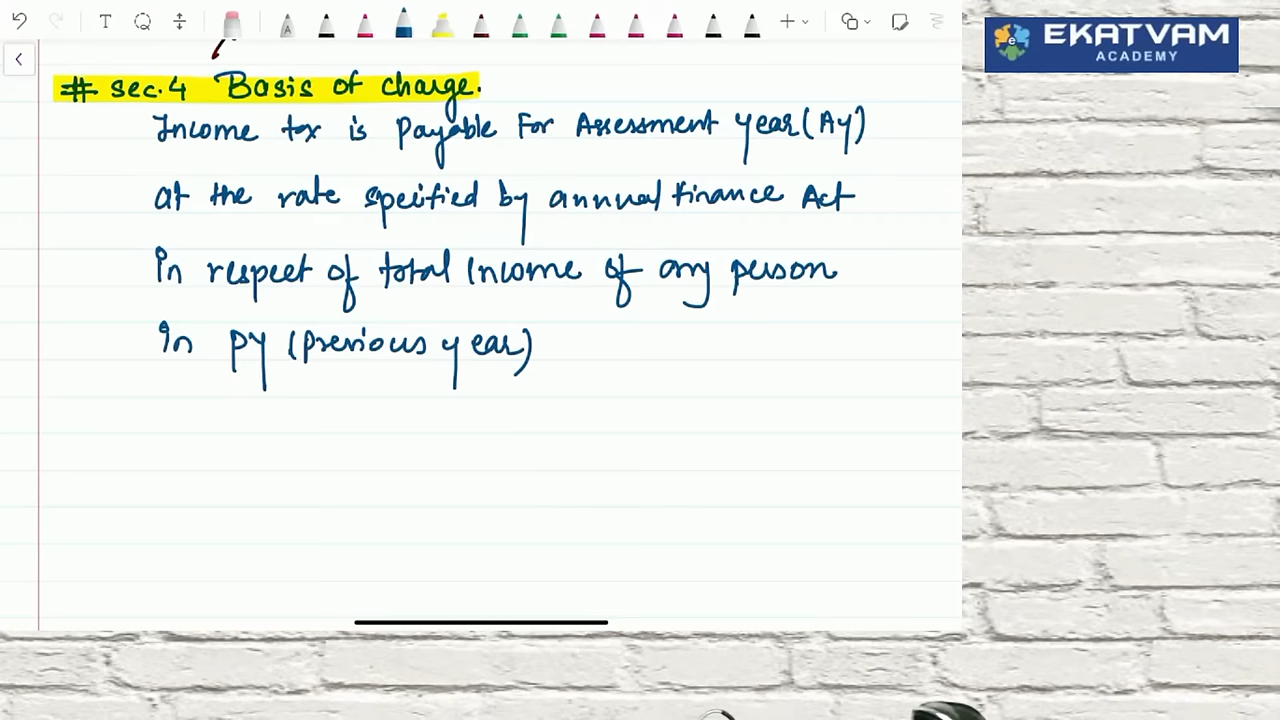 EKATVAM
ACADEMY
# sec.4 Basis of charge.
Income tax is payable For Assessment year (Ay)
at the rate specified by annual finance Act
in respect of total income of any person
in py (previous year)